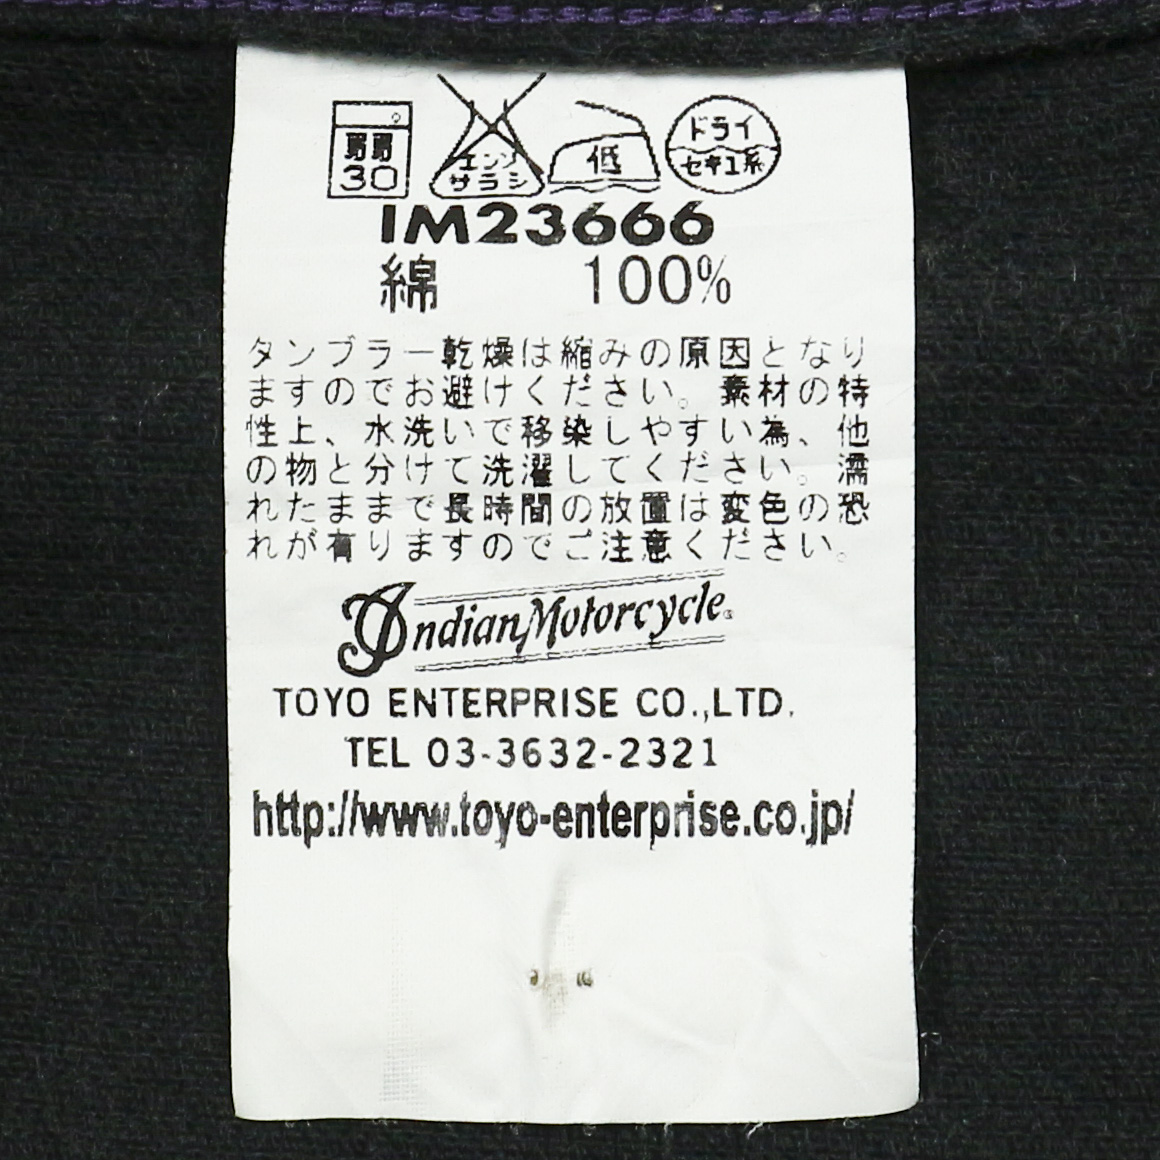 30
エンソ
サラシ
低
ドライ
セキユ系
IM23666
綿 100%
タンブラー乾燥は縮みの原因となり
ますのでお避けください。素材の特
性上、水洗いで移染しやすい為、他
の物と分けて洗濯してください。濡
れたままで長時間の放置は変色の恐
れが有りますのでご注意ください。
Indian Motorcycle®
TOYO ENTERPRISE CO.,LTD.
TEL 03-3632-2321
http://www.toyo-enterprise.co.jp/